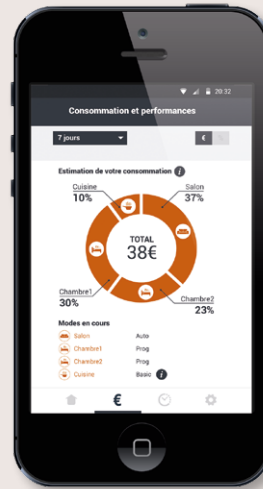 20:32
Consommation et performances
7 jours
€
Estimation de votre consommation i
Cuisine
10%
Salon
37%
TOTAL
38€
Chambre1
30%
Chambre2
23%
Modes en cours
Salon Auto
Chambre1 Prog
Chambre2 Prog
Cuisine Basic i
€